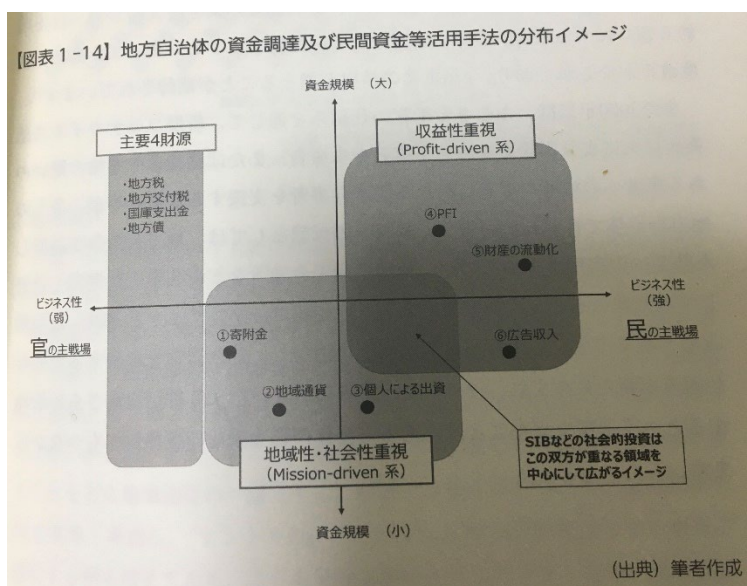 【図表1-14】地方自治体の資金調達及び民間資金等活用手法の分布イメージ
資金規模 （大）
主要4財源
・地方税
・地方交付税
・国庫支出金
・地方債
収益性重視
(Profit-driven 系)
④PFI
⑤財産の流動化
ビジネス性
（弱）
官の主戦場
ビジネス性
（強）
民の主戦場
①寄附金
⑥広告収入
②地域通貨
③個人による出資
地域性・社会性重視
(Mission-driven 系)
SIBなどの社会的投資は
この双方が重なる領域を
中心にして広がるイメージ
資金規模 （小）
（出典）筆者作成